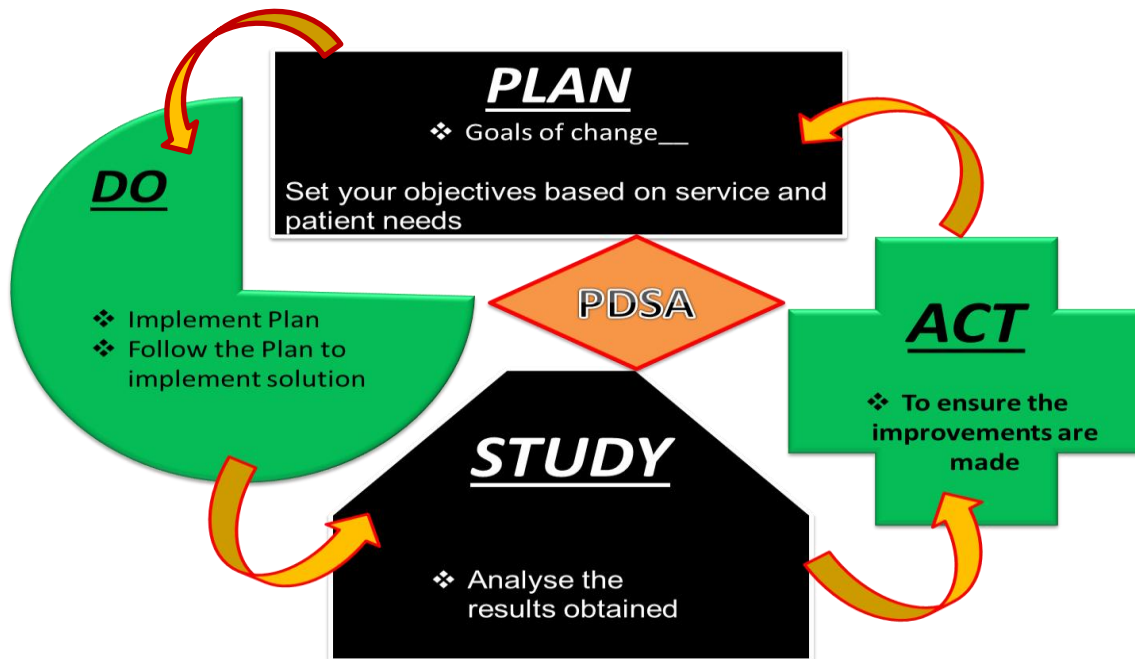 PLAN
❖ Goals of change__
Set your objectives based on service and
patient needs
DO
❖ Implement Plan
❖ Follow the Plan to
implement solution
PDSA
ACT
❖ To ensure the
improvements are
made
STUDY
❖ Analyse the
results obtained